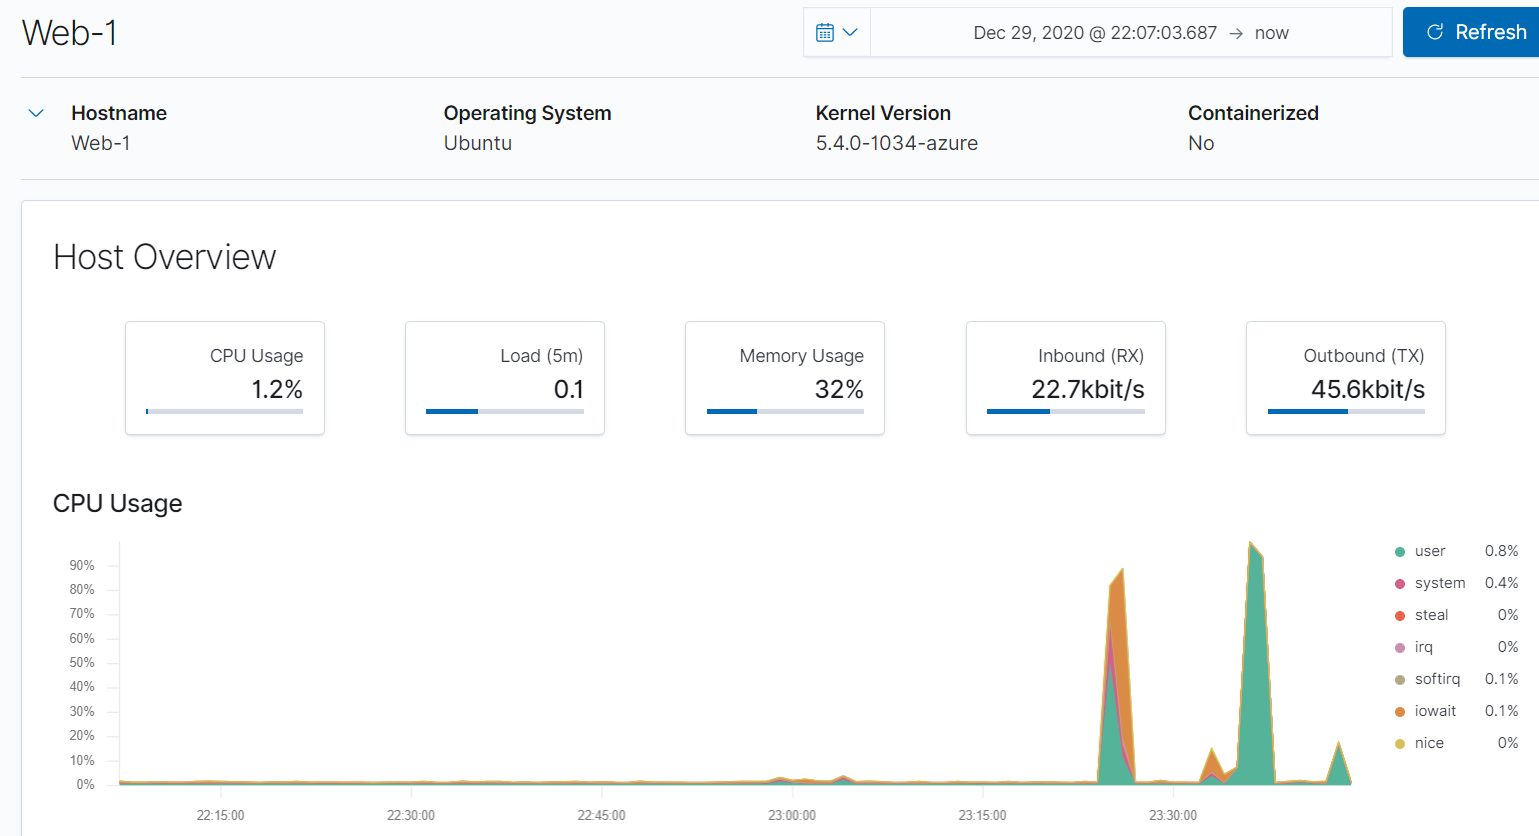 Web-1
Dec 29, 2020 @ 22:07:03.687 → now
Refresh
Hostname Operating System Kernel Version Containerized
Web-1 Ubuntu 5.4.0-1034-azure No
Host Overview
CPU Usage Load (5m) Memory Usage Inbound (RX) Outbound (TX)
1.2% 0.1 32% 22.7kbit/s 45.6kbit/s
CPU Usage
90%
80%
70%
60%
50%
40%
30%
20%
10%
0%
22:15:00 22:30:00 22:45:00 23:00:00 23:15:00 23:30:00
user 0.8%
system 0.4%
steal 0%
irq 0%
softirq 0.1%
iowait 0.1%
nice 0%